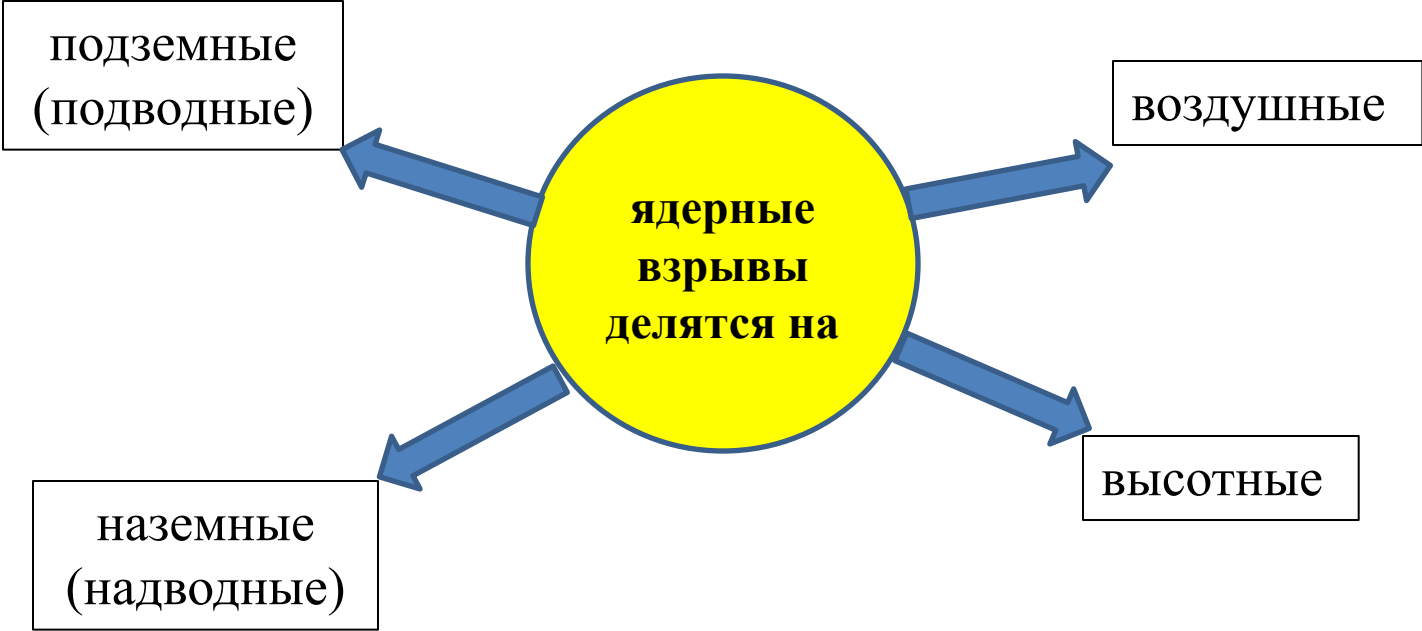 подземные
(подводные)
воздушные
ядерные
взрывы
делятся на
высотные
наземные
(надводные)